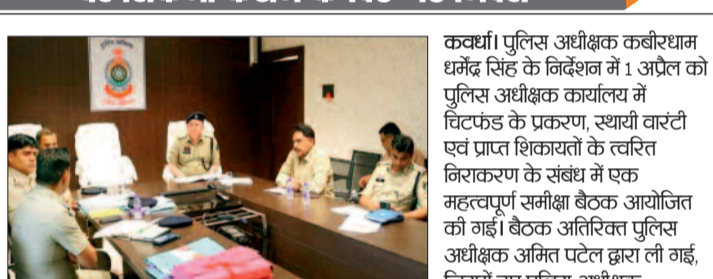 कवर्धा। पुलिस अधीक्षक कबीरधाम
धर्मेंद्र सिंह के निर्देशन में 1 अप्रैल को
पुलिस अधीक्षक कार्यालय में
चिटफंड के प्रकरण, स्थायी वारंटी
एवं प्राप्त शिकायतों के त्वरित
निराकरण के संबंध में एक
महत्वपूर्ण समीक्षा बैठक आयोजित
की गई। बैठक अतिरिक्त पुलिस
अधीक्षक अमित पटेल द्वारा ली गई,